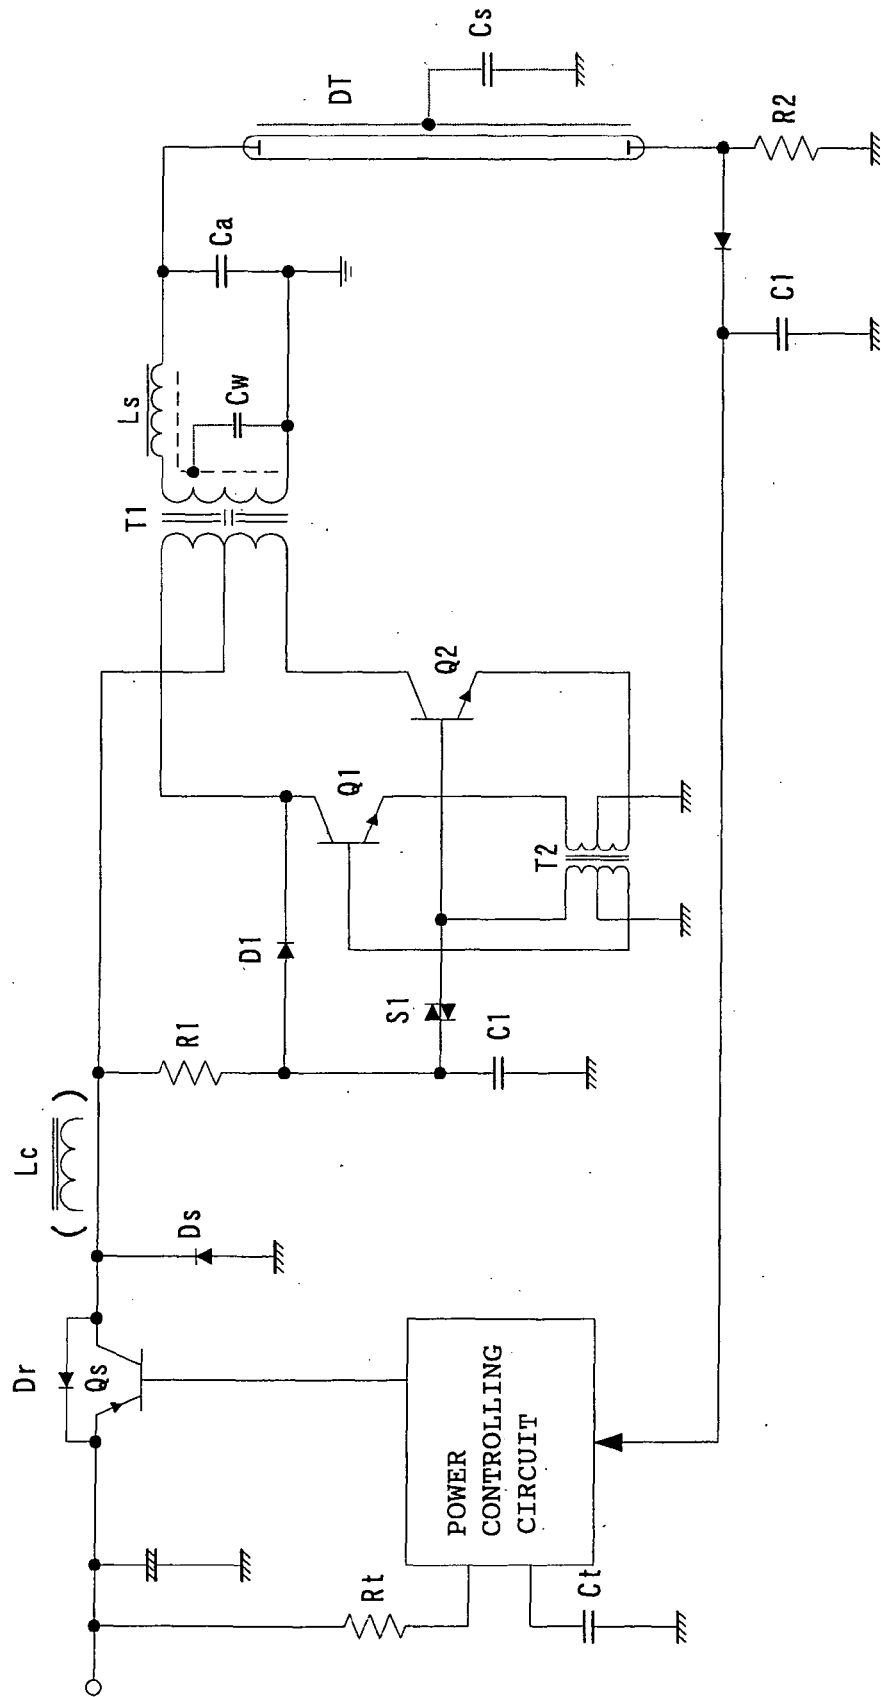 Dr
Qs
Ds
( Lc )
R1
D1
S1
C1
Q1
Q2
T2
T1
Ls
Cw
Ca
DT
Cs
R2
C1
Rt
Ct
POWER
CONTROLLING
CIRCUIT